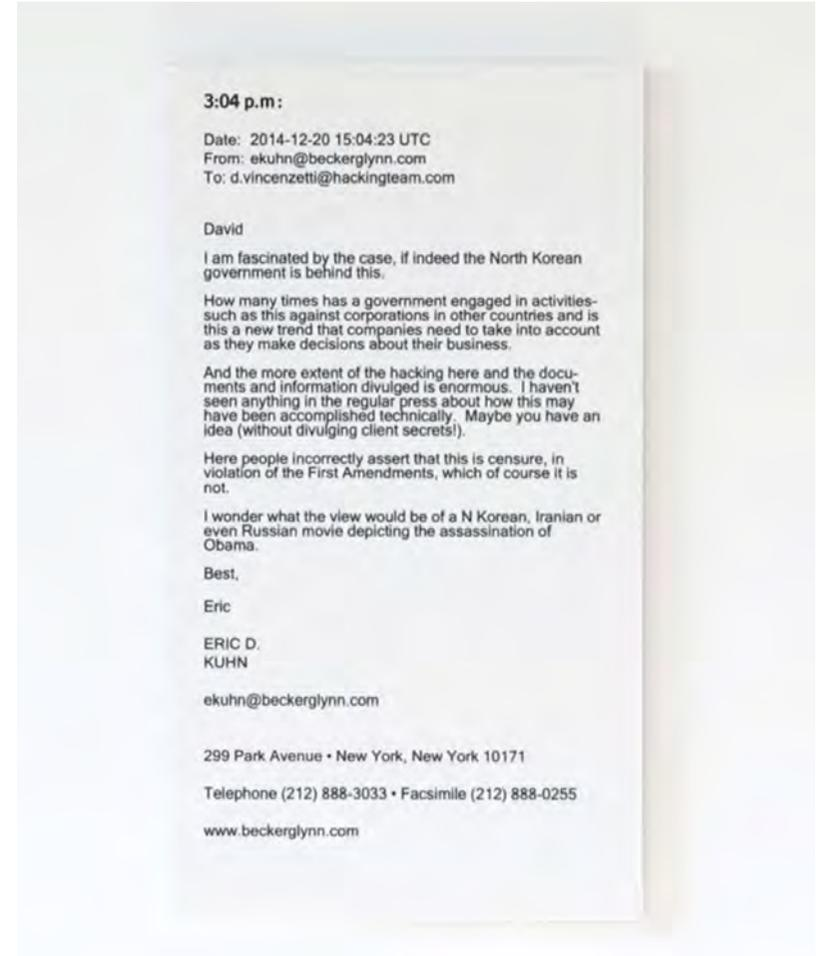 3:04 p.m:
Date: 2014-12-20 15:04:23 UTC
From: ekuhn@beckerglynn.com
To: d.vincenzetti@hackingteam.com
David
I am fascinated by the case, if indeed the North Korean
government is behind this.
How many times has a government engaged in activities-
such as this against corporations in other countries and is
this a new trend that companies need to take into account
as they make decisions about their business.
And the more extent of the hacking here and the docu-
ments and information divulged is enormous. I haven't
seen anything in the regular press about how this may
have been accomplished technically. Maybe you have an
idea (without divulging client secrets!).
Here people incorrectly assert that this is censure, in
violation of the First Amendments, which of course it is
not.
I wonder what the view would be of a N Korean, Iranian or
even Russian movie depicting the assassination of
Obama.
Best,
Eric
ERIC D.
KUHN
ekuhn@beckerglynn.com
299 Park Avenue • New York, New York 10171
Telephone (212) 888-3033 • Facsimile (212) 888-0255
www.beckerglynn.com